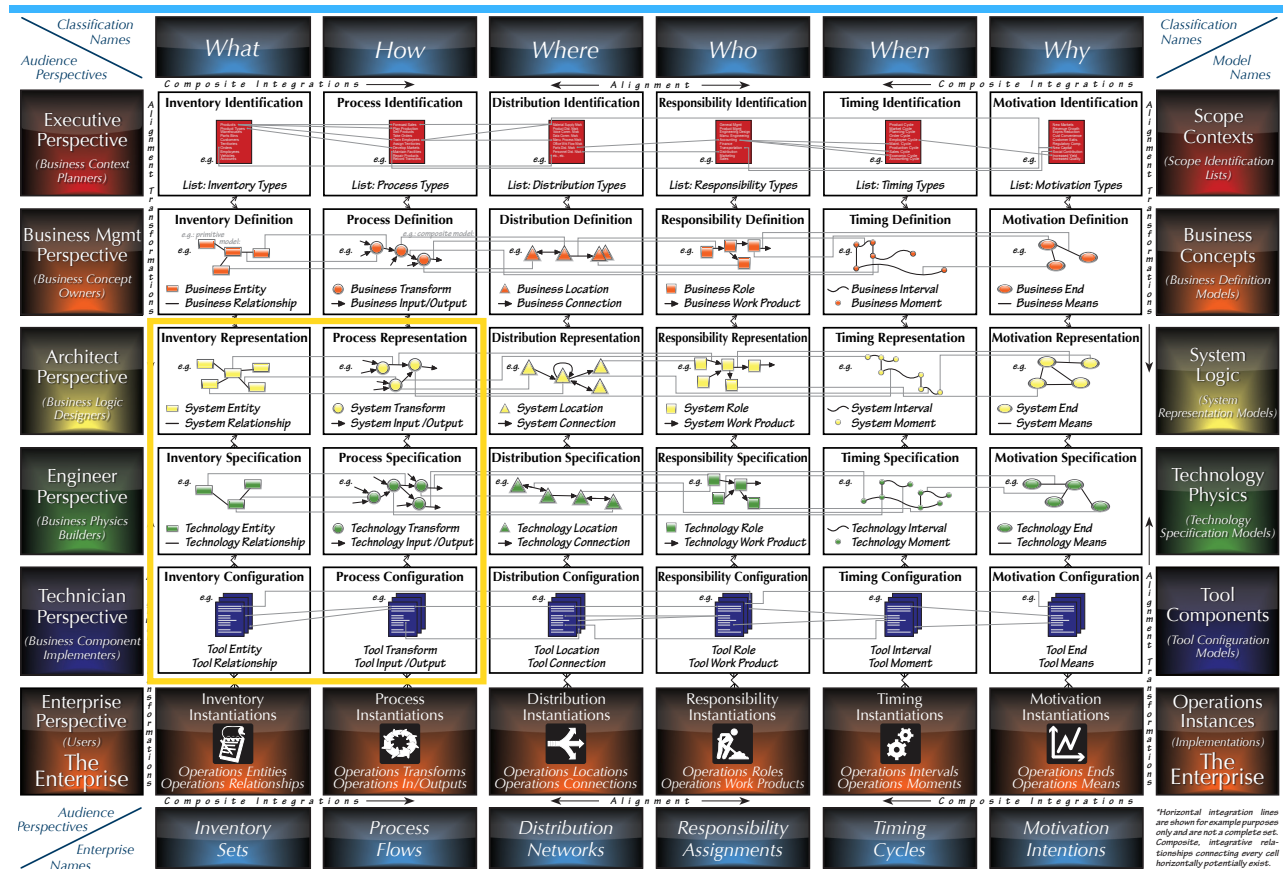 Classification
Names
Audience
Perspectives
What
How
Where
Who
When
Why
Classification
Names
Model
Names
Composite Integrations
Alignment
Composite Integrations
Alignment
Transformations
Alignment
Transformations
Executive
Perspective
(Business Context
Planners)
Inventory Identification
e.g.
List: Inventory Types
Process Identification
e.g.
List: Process Types
Distribution Identification
e.g.
List: Distribution Types
Responsibility Identification
e.g.
List: Responsibility Types
Timing Identification
e.g.
List: Timing Types
Motivation Identification
e.g.
List: Motivation Types
Scope
Contexts
(Scope Identification
Lists)
Business Mgmt
Perspective
(Business Concept
Owners)
Inventory Definition
e.g.: primitive
model:
e.g.
Business Entity
Business Relationship
Process Definition
e.g.: composite model:
e.g.
Business Transform
Business Input/Output
Distribution Definition
e.g.
Business Location
Business Connection
Responsibility Definition
e.g.
Business Role
Business Work Product
Timing Definition
e.g.
Business Interval
Business Moment
Motivation Definition
e.g.
Business End
Business Means
Business
Concepts
(Business Definition
Models)
Architect
Perspective
(Business Logic
Designers)
Inventory Representation
e.g.
System Entity
System Relationship
Process Representation
e.g.
System Transform
System Input /Output
Distribution Representation
e.g.
System Location
System Connection
Responsibility Representation
e.g.
System Role
System Work Product
Timing Representation
e.g.
System Interval
System Moment
Motivation Representation
e.g.
System End
System Means
System
Logic
(System
Representation Models)
Engineer
Perspective
(Business Physics
Builders)
Inventory Specification
e.g.
Technology Entity
Technology Relationship
Process Specification
e.g.
Technology Transform
Technology Input /Output
Distribution Specification
e.g.
Technology Location
Technology Connection
Responsibility Specification
e.g.
Technology Role
Technology Work Product
Timing Specification
e.g.
Technology Interval
Technology Moment
Motivation Specification
e.g.
Technology End
Technology Means
Technology
Physics
(Technology
Specification Models)
Technician
Perspective
(Business Component
Implementers)
Inventory Configuration
e.g.
Tool Entity
Tool Relationship
Process Configuration
e.g.
Tool Transform
Tool Input /Output
Distribution Configuration
e.g.
Tool Location
Tool Connection
Responsibility Configuration
e.g.
Tool Role
Tool Work Product
Timing Configuration
e.g.
Tool Interval
Tool Moment
Motivation Configuration
e.g.
Tool End
Tool Means
Tool
Components
(Tool Configuration
Models)
Alignment
Transformations
Enterprise
Perspective
(Users)
The
Enterprise
Inventory
Instantiations
Operations Entities
Operations Relationships
Process
Instantiations
Operations Transforms
Operations In/Outputs
Distribution
Instantiations
Operations Locations
Operations Connections
Responsibility
Instantiations
Operations Roles
Operations Work Products
Timing
Instantiations
Operations Intervals
Operations Moments
Motivation
Instantiations
Operations Ends
Operations Means
Operations
Instances
(Implementations)
The
Enterprise
Composite Integrations
Alignment
Composite Integrations
Audience
Perspectives
Enterprise
Names
Inventory
Sets
Process
Flows
Distribution
Networks
Responsibility
Assignments
Timing
Cycles
Motivation
Intentions
*Horizontal integration lines
are shown for example purposes
only and are not a complete set.
Composite, integrative rela-
tionships connecting every cell
horizontally potentially exist.